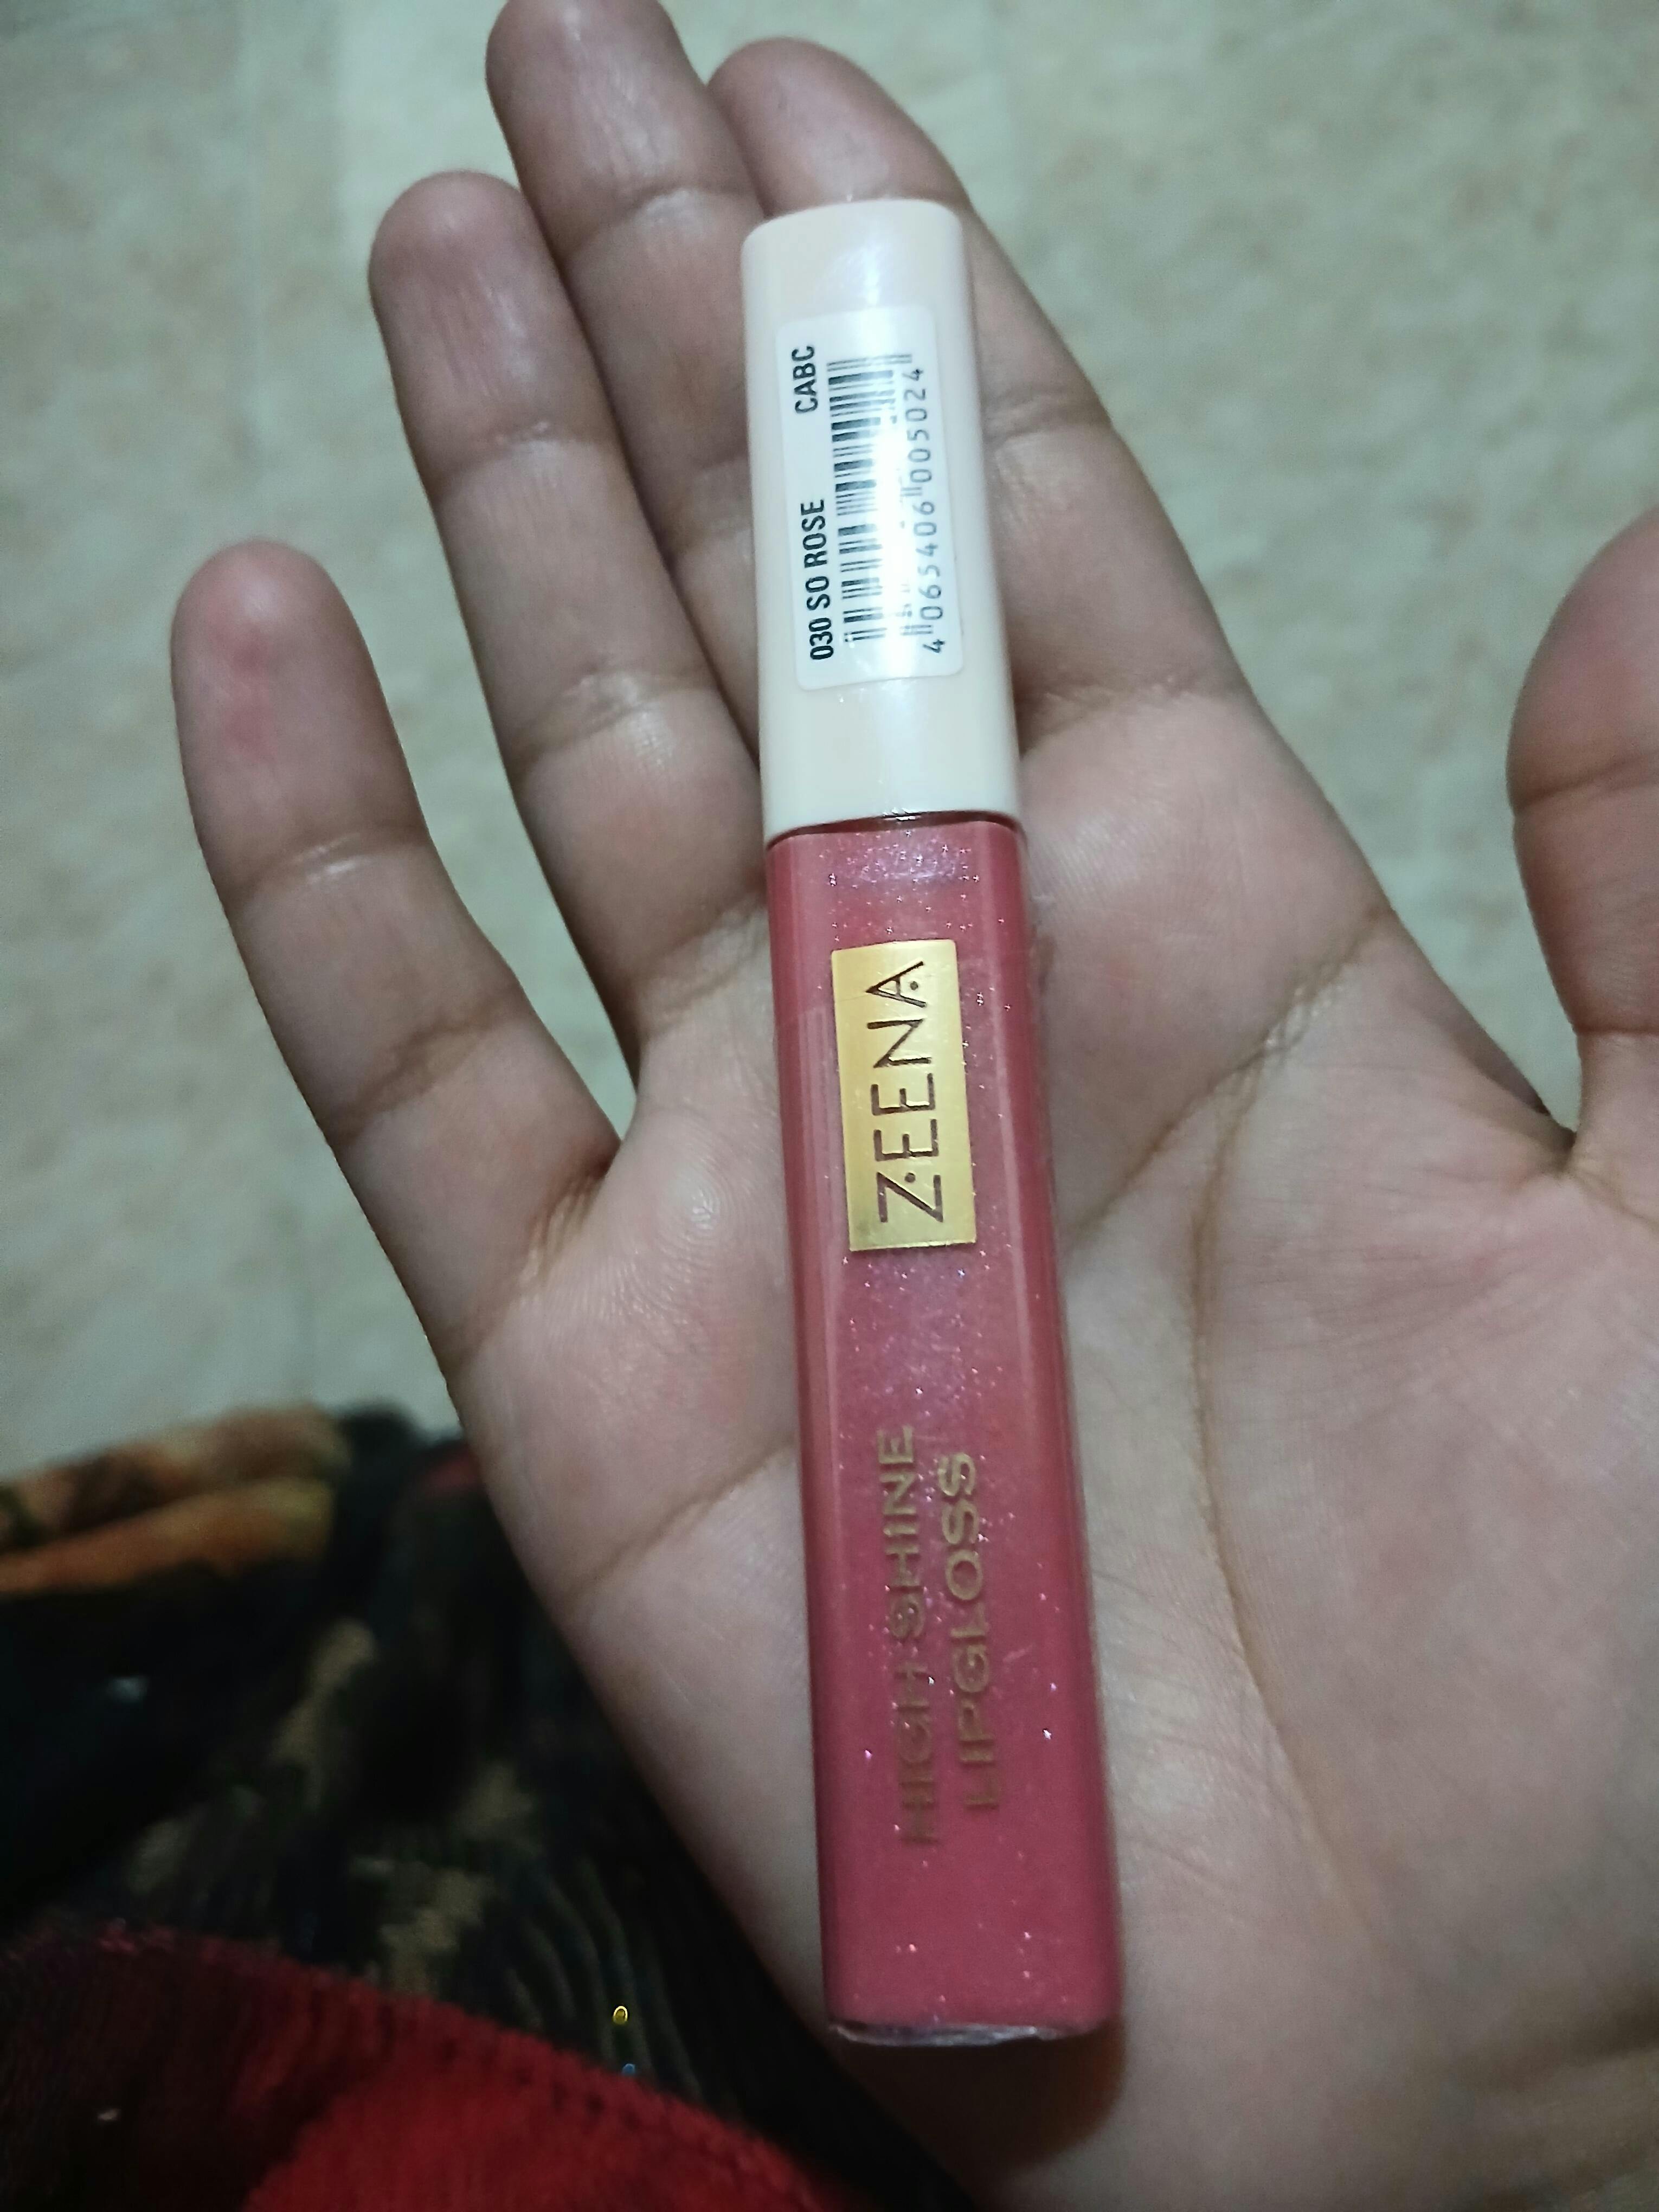 030 SO ROSE CABC
4 065406 005024
ZEENA
HIGH SHINE
LIPGLOSS